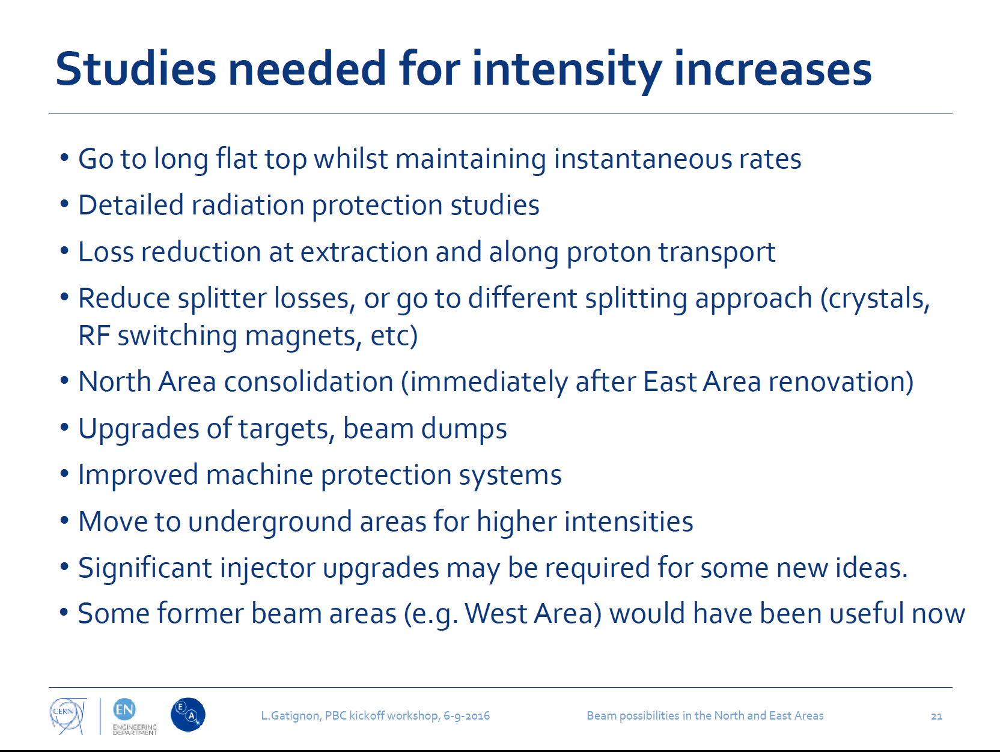 Studies needed for intensity increases
• Go to long flat top whilst maintaining instantaneous rates
• Detailed radiation protection studies
• Loss reduction at extraction and along proton transport
• Reduce splitter losses, or go to different splitting approach (crystals,
RF switching magnets, etc)
• North Area consolidation (immediately after East Area renovation)
• Upgrades of targets, beam dumps
• Improved machine protection systems
• Move to underground areas for higher intensities
• Significant injector upgrades may be required for some new ideas.
• Some former beam areas (e.g. West Area) would have been useful now
CERN
EN
ENGINEERING
DEPARTMENT
E
A
L.Gatignon, PBC kickoff workshop, 6-9-2016
Beam possibilities in the North and East Areas
21